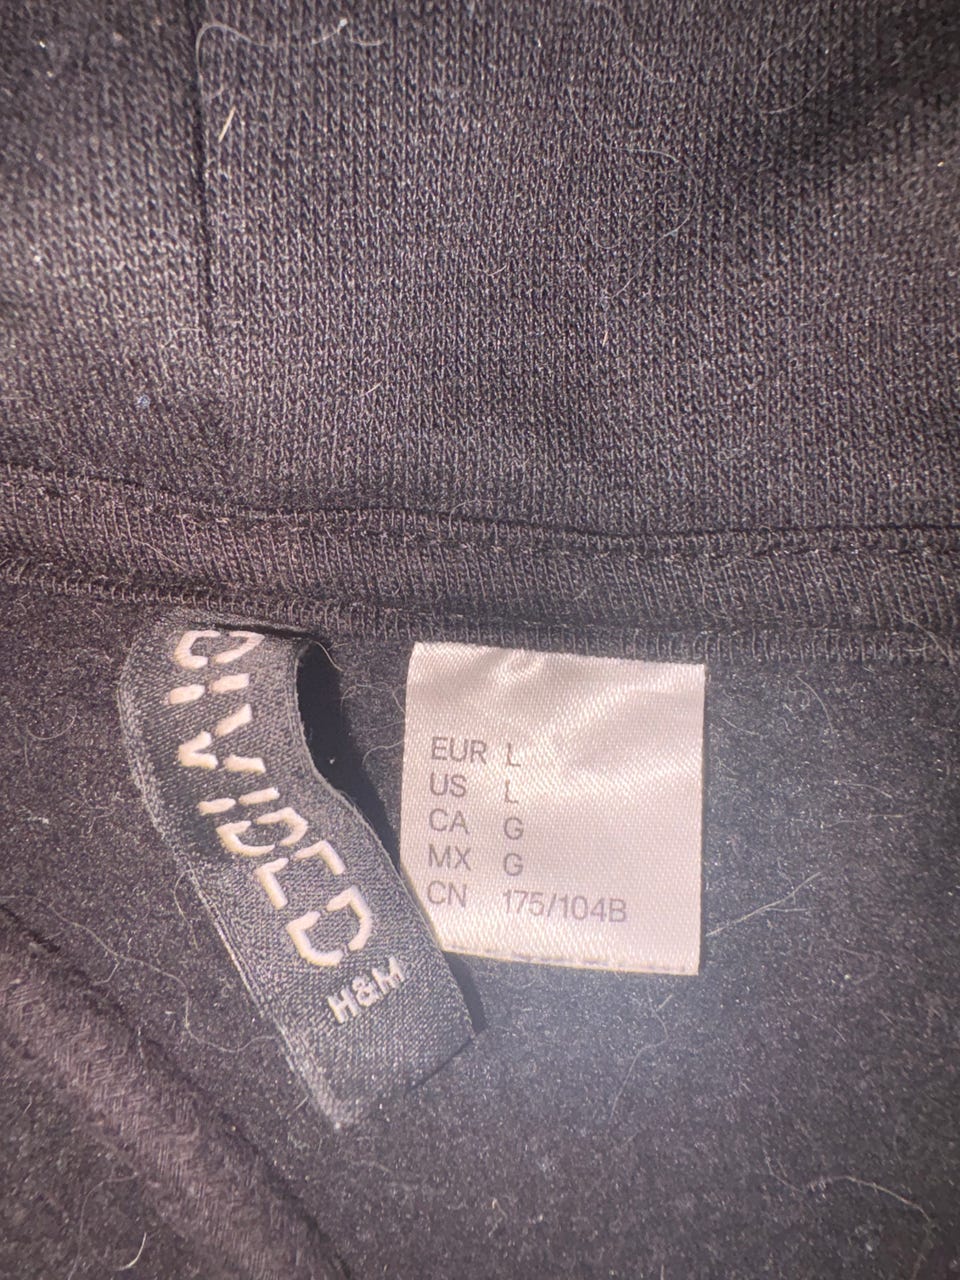 DIVIDED
H&M
EUR L
US L
CA G
MX G
CN 175/104B